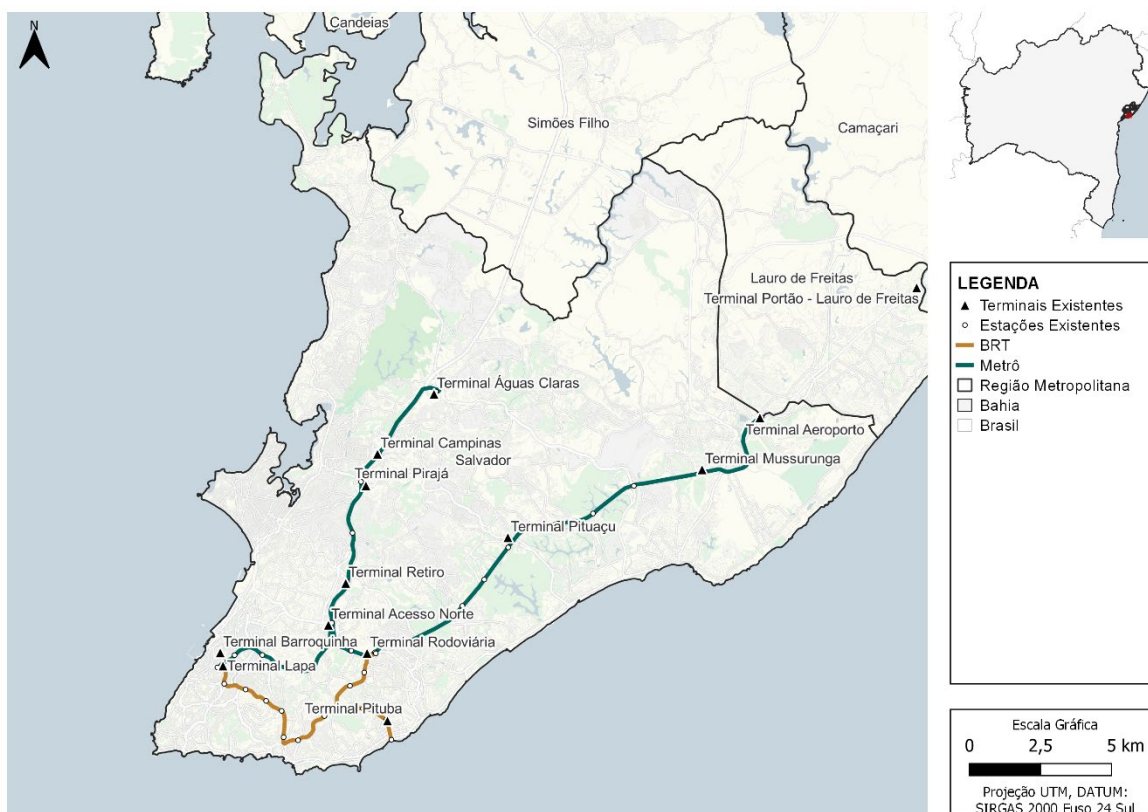 N
Candeias
Simões Filho
Camaçari
Lauro de Freitas
Terminal Portão - Lauro de Freitas
Terminal Águas Claras
Terminal Aeroporto
Terminal Campinas
Salvador
Terminal Mussurunga
Terminal Pirajá
Terminal Pituaçu
Terminal Retiro
Terminal Acesso Norte
Terminal Barroquinha
Terminal Rodoviária
Terminal Lapa
Terminal Pituba
LEGENDA
Terminais Existentes
Estações Existentes
BRT
Metrô
Região Metropolitana
Bahia
Brasil
Escala Gráfica
0 2,5 5 km
Projeção UTM, DATUM:
SIRGAS 2000 Fuso 24 Sul